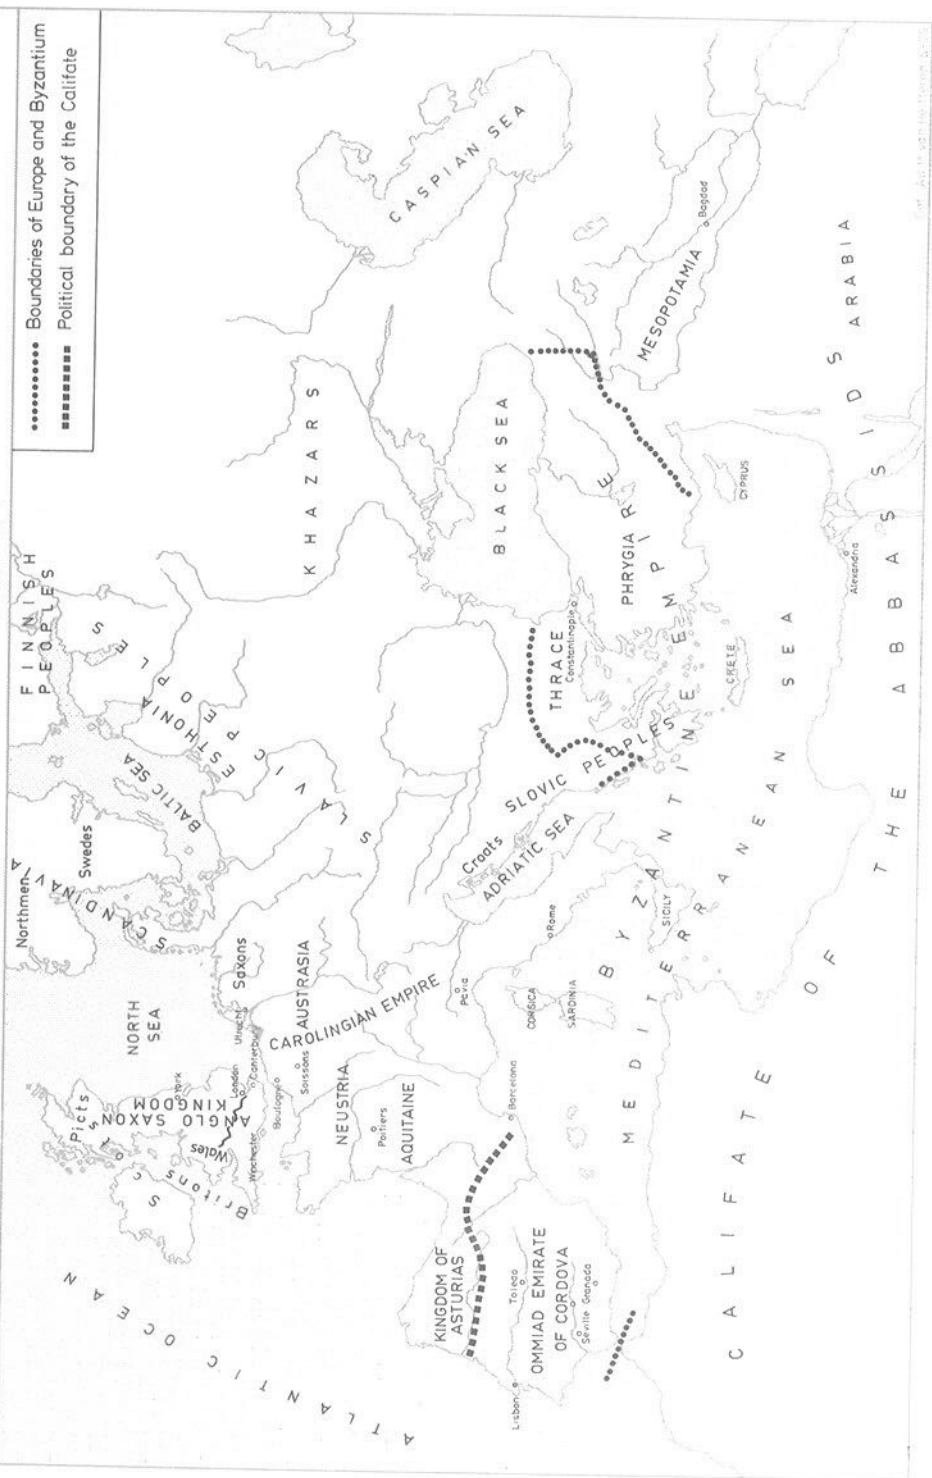 Boundaries of Europe and Byzantium
Political boundary of the Califate
FINNISH
PEOPLES
SCANDINAVIA
Northmen
Swedes
BALTIC SEA
ESTHONIA
SLAVIC PEOPLES
KHAZARS
CASPIAN SEA
ATLANTIC OCEAN
NORTH
SEA
Picts
Scots
Britons
ANGLO SAXON
KINGDOM
York
Wales
London
Canterbury
Winchester
Boulogne
Utrecht
Saxons
AUSTRASIA
Soissons
CAROLINGIAN EMPIRE
NEUSTRIA
Poitiers
AQUITAINE
Pavia
Croats
SLOVIC PEOPLES
ADRIATIC SEA
BLACK SEA
KINGDOM OF
ASTURIAS
Barcelona
Toledo
OMMIAD EMIRATE
OF CORDOVA
Seville
Granada
Lisbon
CORSICA
SARDINIA
Rome
SICILY
THRACE
Constantinople
PHRYGIA
BYZANTINE EMPIRE
CRETE
CYPRUS
MESOPOTAMIA
Bagdad
MEDITERRANEAN SEA
Alexandria
ARABIA
CALIFATE OF THE ABBASSIDS